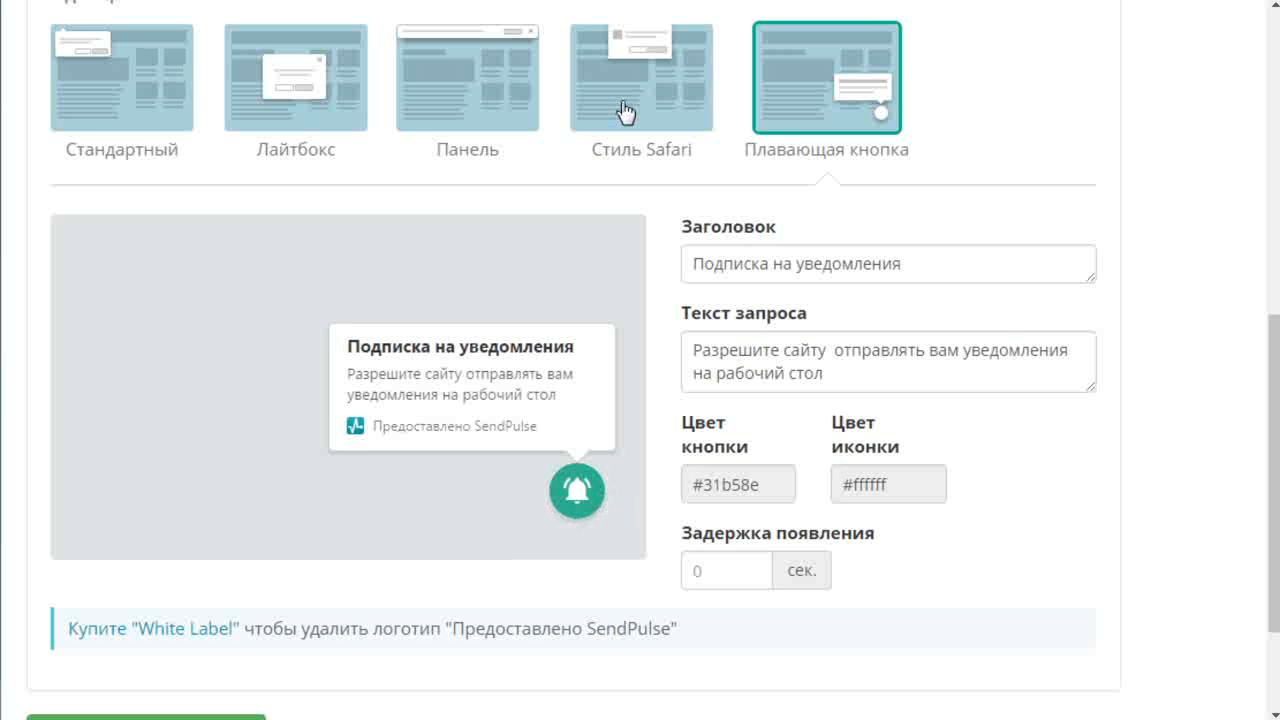 Стандартный
Лайтбокс
Панель
Стиль Safari
Плавающая кнопка
Подписка на уведомления
Разрешите сайту отправлять вам
уведомления на рабочий стол
Предоставлено SendPulse
Заголовок
Подписка на уведомления
Текст запроса
Разрешите сайту  отправлять вам уведомления
на рабочий стол
Цвет
кнопки
#31b58e
Цвет
иконки
#ffffff
Задержка появления
0
сек.
Купите "White Label" чтобы удалить логотип "Предоставлено SendPulse"